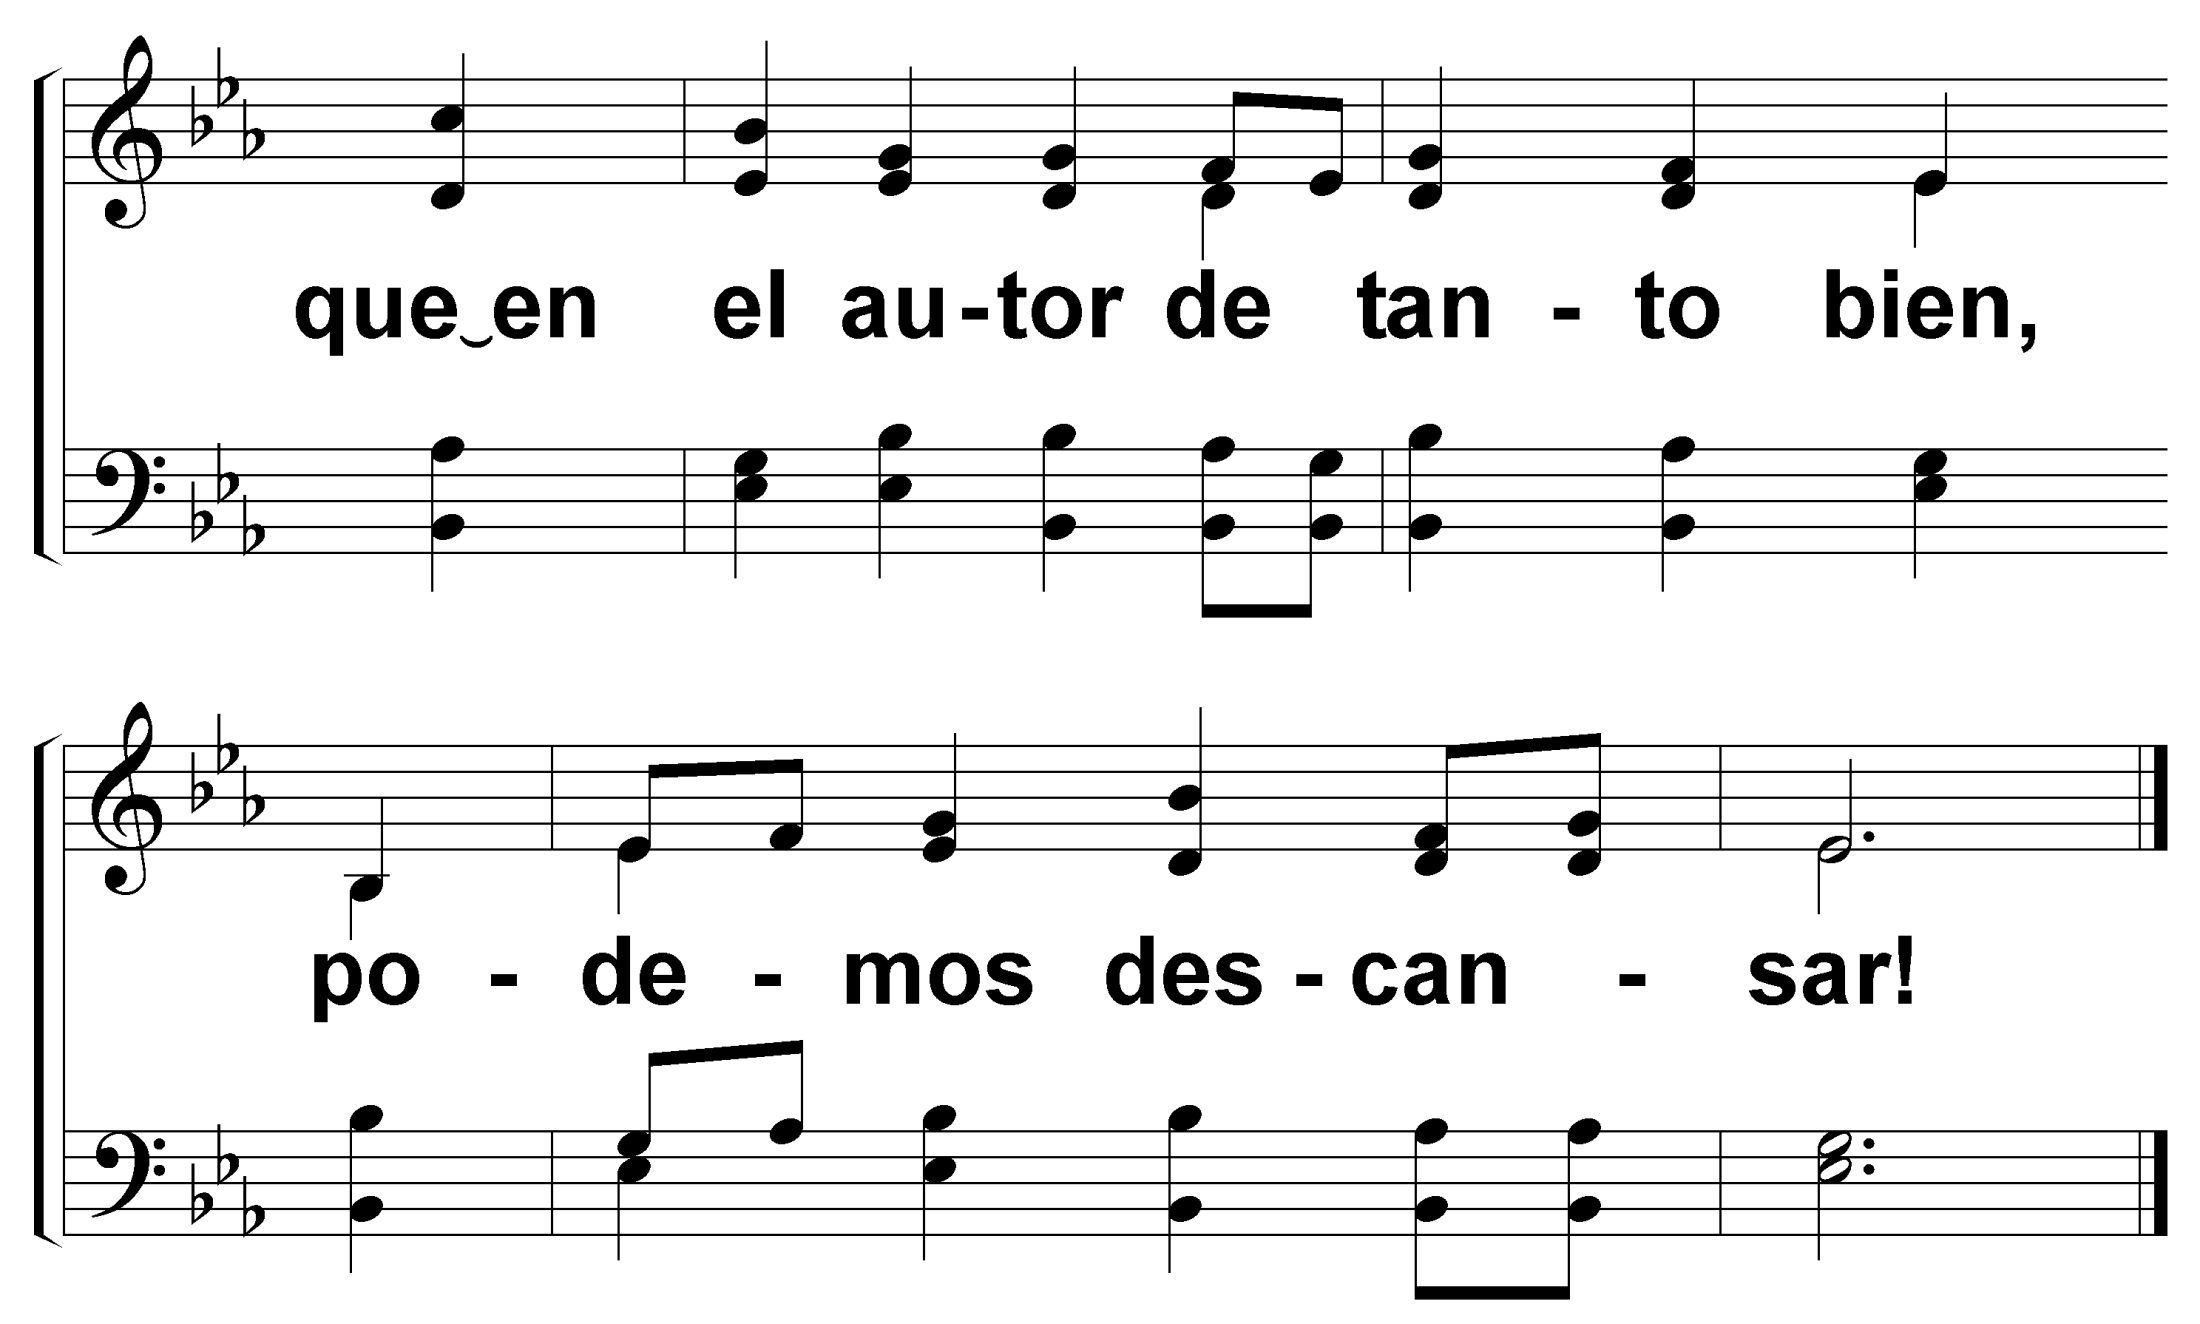 que‿en el au-tor de tan - to bien,
po - de - mos des - can - sar!